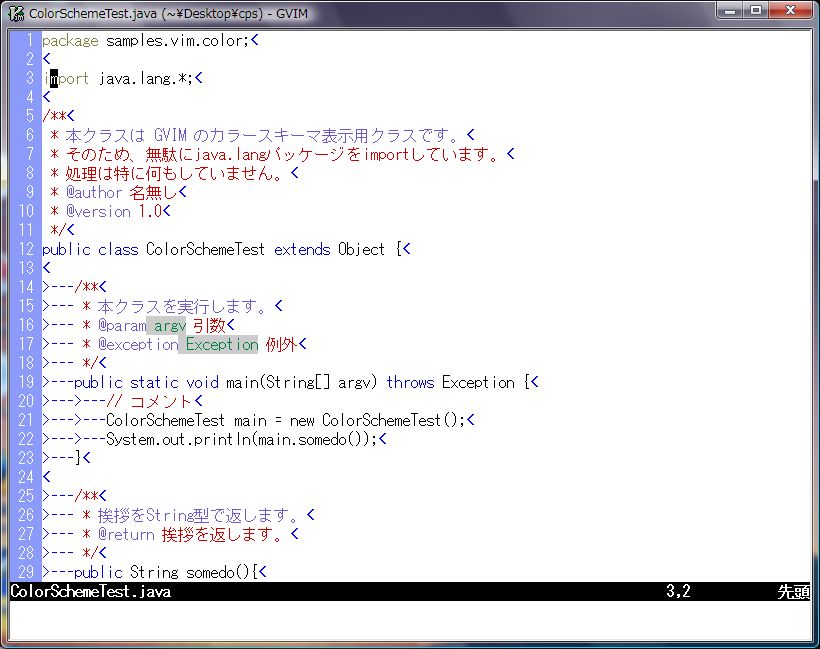 ColorSchemeTest.java (~¥Desktop¥cps) - GVIM
1 package samples.vim.color;<
2 <
3 import java.lang.*;<
4 <
5 /**<
6  * 本クラスは GVIM のカラースキーマ表示用クラスです。<
7  * そのため、無駄にjava.langパッケージをimportしています。<
8  * 処理は特に何もしていません。<
9  * @author 名無し<
10  * @version 1.0<
11  */<
12 public class ColorSchemeTest extends Object {<
13 <
14 >---/**<
15 >--- * 本クラスを実行します。<
16 >--- * @param argv 引数<
17 >--- * @exception Exception 例外<
18 >--- */<
19 >---public static void main(String[] argv) throws Exception {<
20 >--->---// コメント<
21 >--->---ColorSchemeTest main = new ColorSchemeTest();<
22 >--->---System.out.println(main.somedo());<
23 >---}<
24 <
25 >---/**<
26 >--- * 挨拶をString型で返します。<
27 >--- * @return 挨拶を返します。<
28 >--- */<
29 >---public String somedo(){<
ColorSchemeTest.java 3,2 先頭